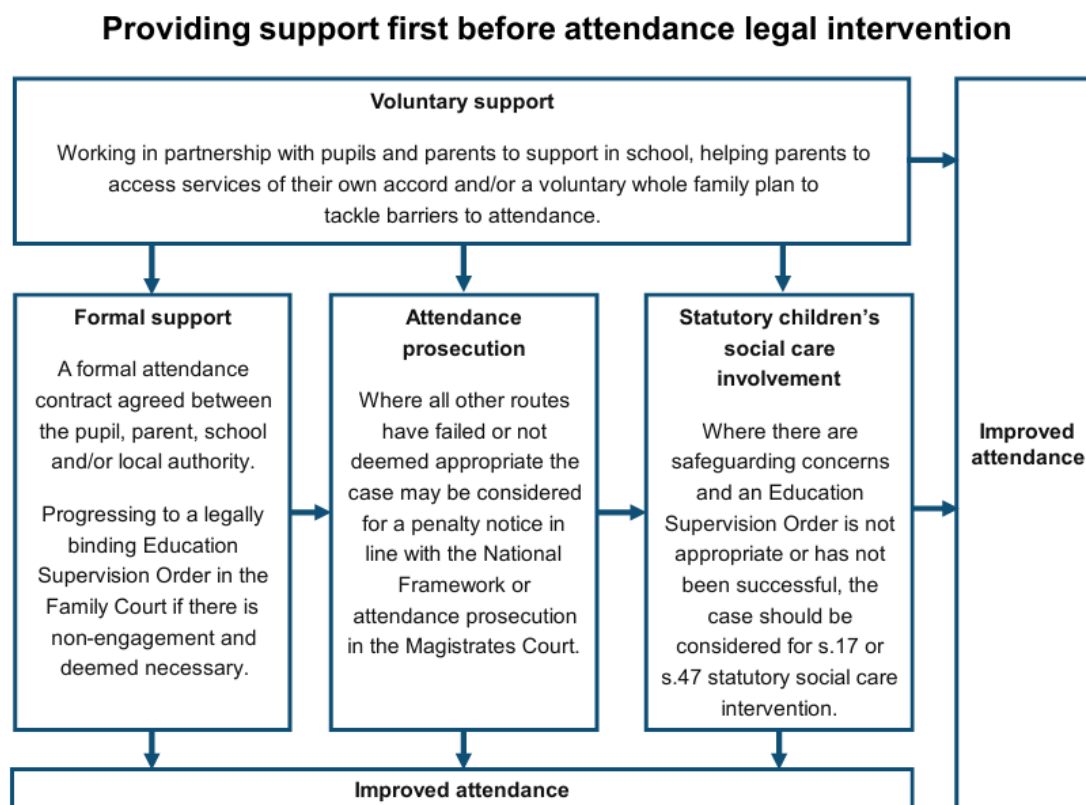 Providing support first before attendance legal intervention
Voluntary support
Working in partnership with pupils and parents to support in school, helping parents to
access services of their own accord and/or a voluntary whole family plan to
tackle barriers to attendance.
Formal support
A formal attendance
contract agreed between
the pupil, parent, school
and/or local authority.
Progressing to a legally
binding Education
Supervision Order in the
Family Court if there is
non-engagement and
deemed necessary.
Attendance
prosecution
Where all other routes
have failed or not
deemed appropriate the
case may be considered
for a penalty notice in
line with the National
Framework or
attendance prosecution
in the Magistrates Court.
Statutory children’s
social care
involvement
Where there are
safeguarding concerns
and an Education
Supervision Order is not
appropriate or has not
been successful, the
case should be
considered for s.17 or
s.47 statutory social care
intervention.
Improved
attendance
Improved attendance